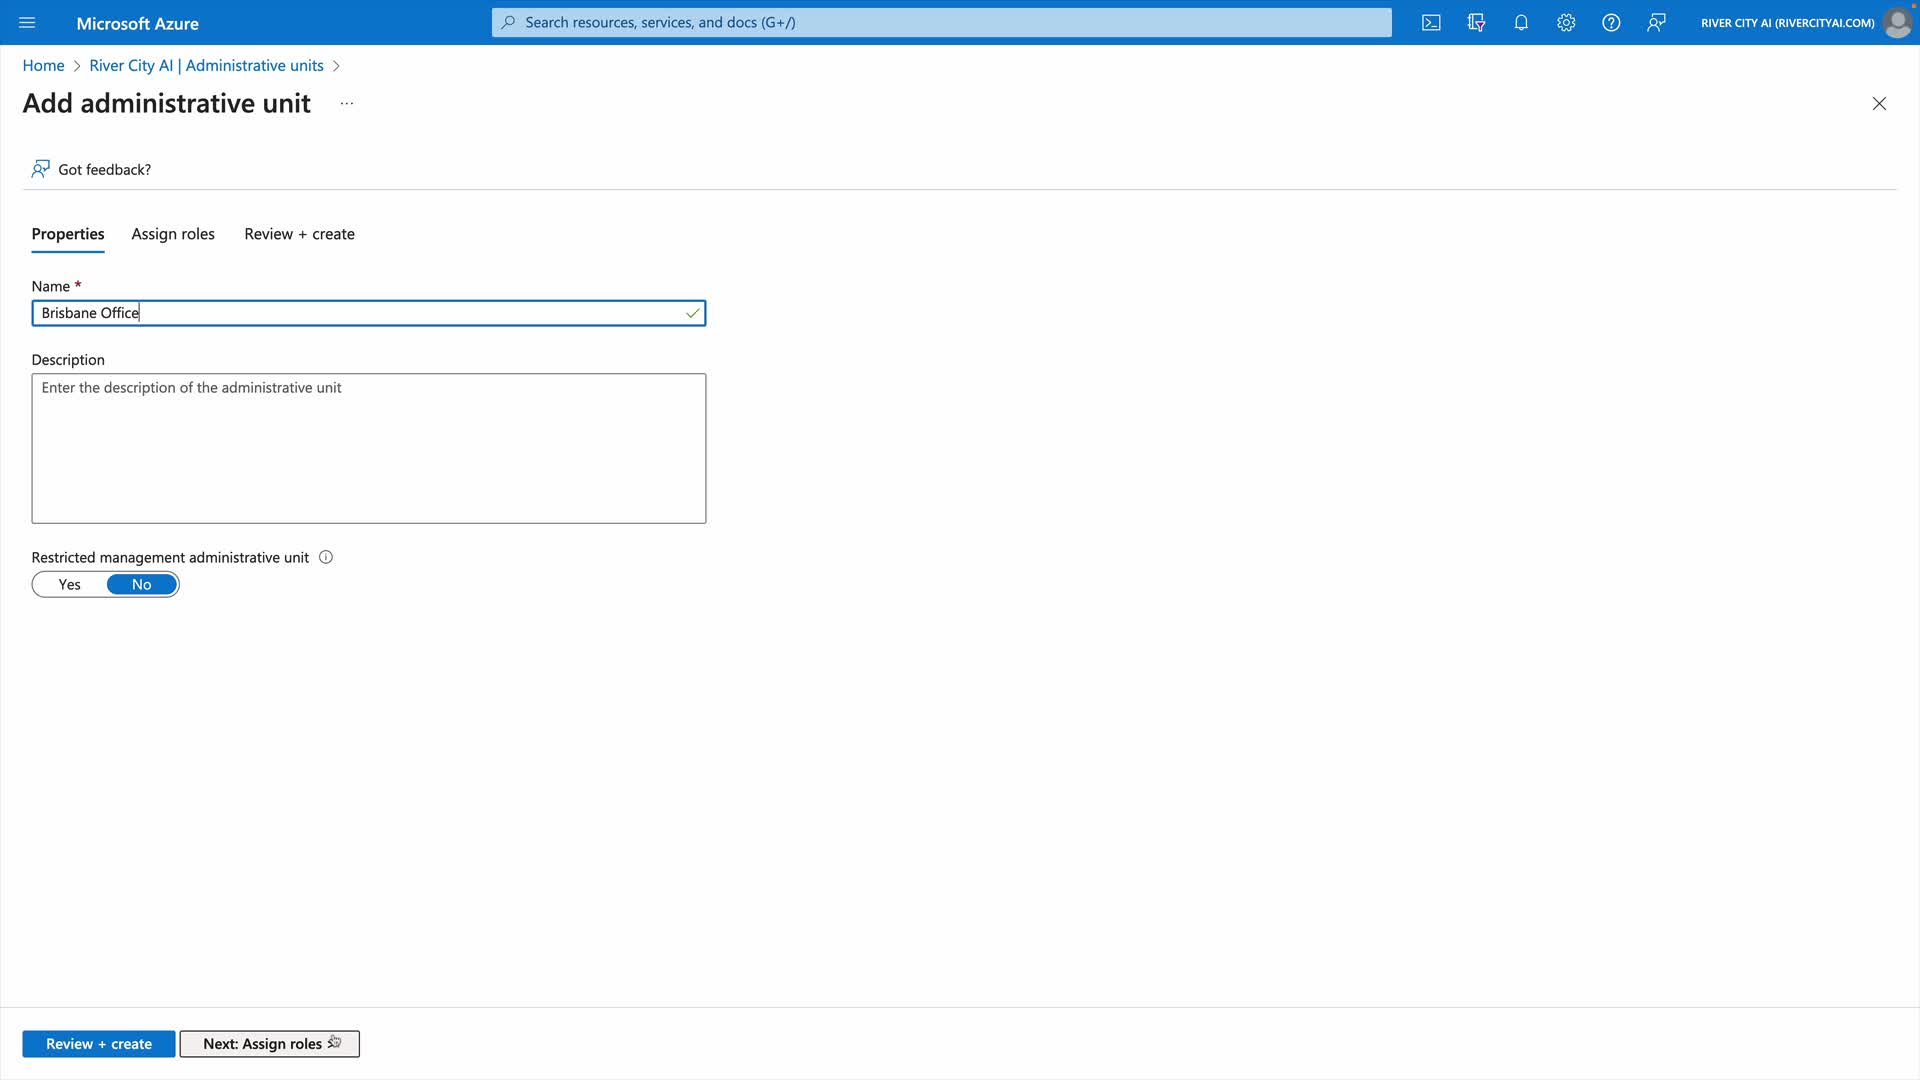 Microsoft Azure
Search resources, services, and docs (G+/)
RIVER CITY AI (RIVERCITYAI.COM)
Home > River City AI | Administrative units >
Add administrative unit ...
Got feedback?
Properties Assign roles Review + create
Name *
Brisbane Office
Description
Enter the description of the administrative unit
Restricted management administrative unit
Yes No
Review + create Next: Assign roles >